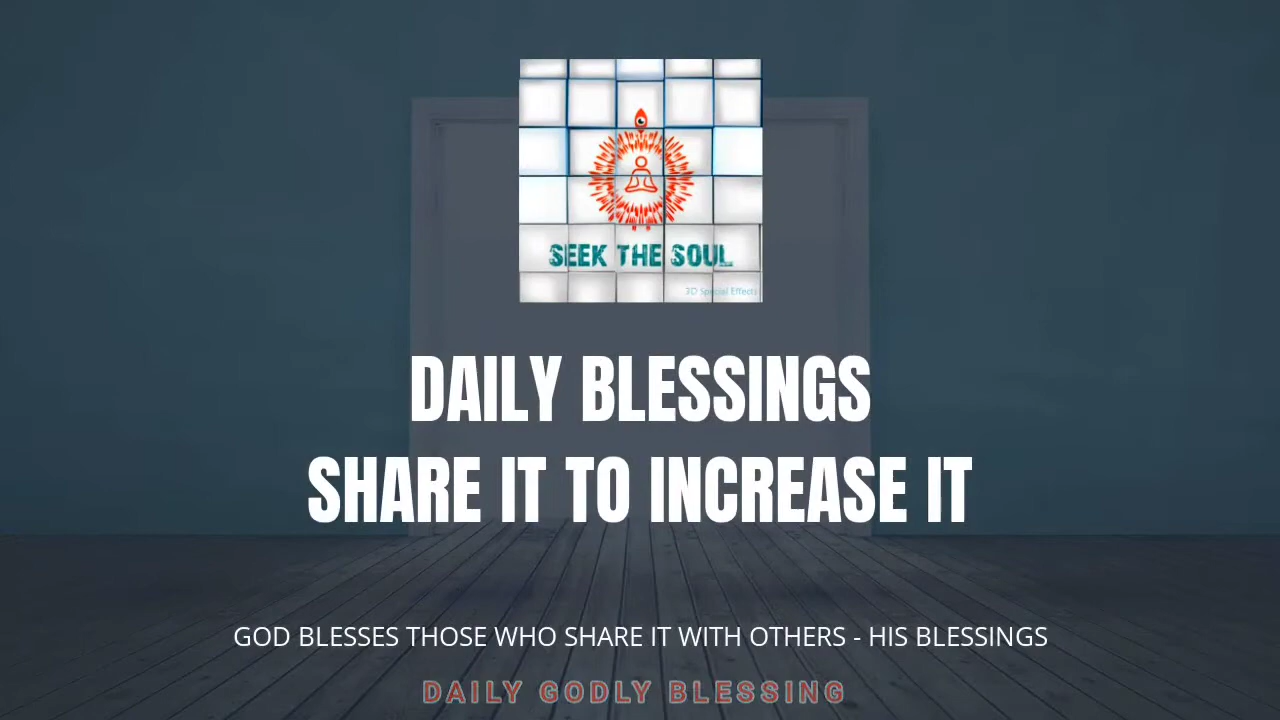 SEEK THE SOUL
3D Special Effects
DAILY BLESSINGS
SHARE IT TO INCREASE IT
GOD BLESSES THOSE WHO SHARE IT WITH OTHERS - HIS BLESSINGS
DAILY GODLY BLESSING